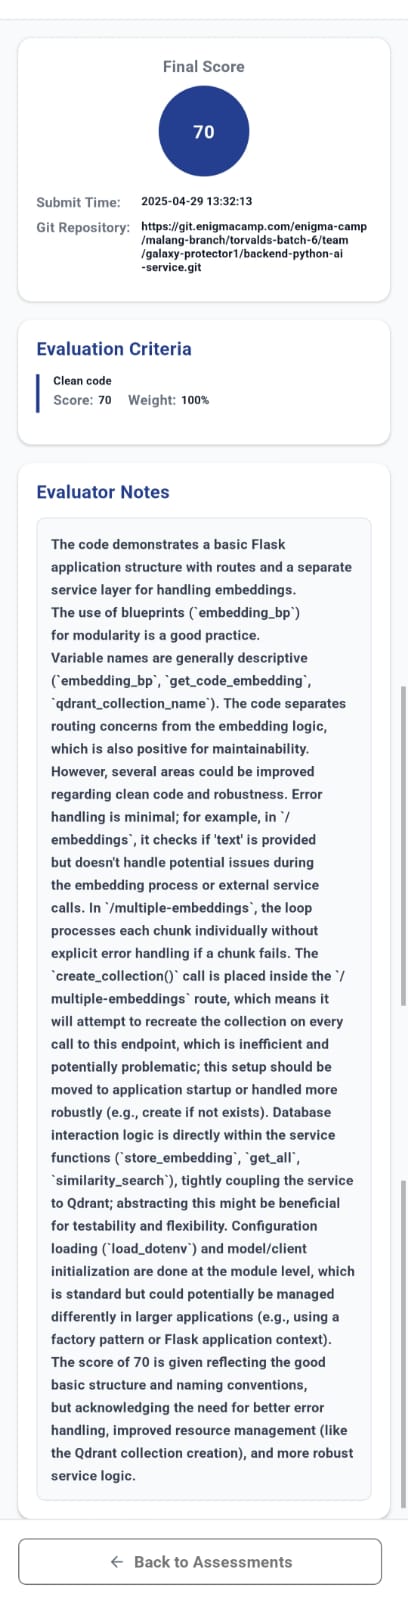 Final Score
70
Submit Time: 2025-04-29 13:32:13
Git Repository: https://git.enigmacamp.com/enigma-camp
/malang-branch/torvalds-batch-6/team
/galaxy-protector1/backend-python-ai
-service.git
Evaluation Criteria
Clean code
Score: 70 Weight: 100%
Evaluator Notes
The code demonstrates a basic Flask
application structure with routes and a separate
service layer for handling embeddings.
The use of blueprints (`embedding_bp`)
for modularity is a good practice.
Variable names are generally descriptive
(`embedding_bp`, `get_code_embedding`,
`qdrant_collection_name`). The code separates
routing concerns from the embedding logic,
which is also positive for maintainability.
However, several areas could be improved
regarding clean code and robustness. Error
handling is minimal; for example, in `/
embeddings`, it checks if 'text' is provided
but doesn't handle potential issues during
the embedding process or external service
calls. In `/multiple-embeddings`, the loop
processes each chunk individually without
explicit error handling if a chunk fails. The
`create_collection()` call is placed inside the `/
multiple-embeddings` route, which means it
will attempt to recreate the collection on every
call to this endpoint, which is inefficient and
potentially problematic; this setup should be
moved to application startup or handled more
robustly (e.g., create if not exists). Database
interaction logic is directly within the service
functions (`store_embedding`, `get_all`,
`similarity_search`), tightly coupling the service
to Qdrant; abstracting this might be beneficial
for testability and flexibility. Configuration
loading (`load_dotenv`) and model/client
initialization are done at the module level, which
is standard but could potentially be managed
differently in larger applications (e.g., using a
factory pattern or Flask application context).
The score of 70 is given reflecting the good
basic structure and naming conventions,
but acknowledging the need for better error
handling, improved resource management (like
the Qdrant collection creation), and more robust
service logic.
← Back to Assessments